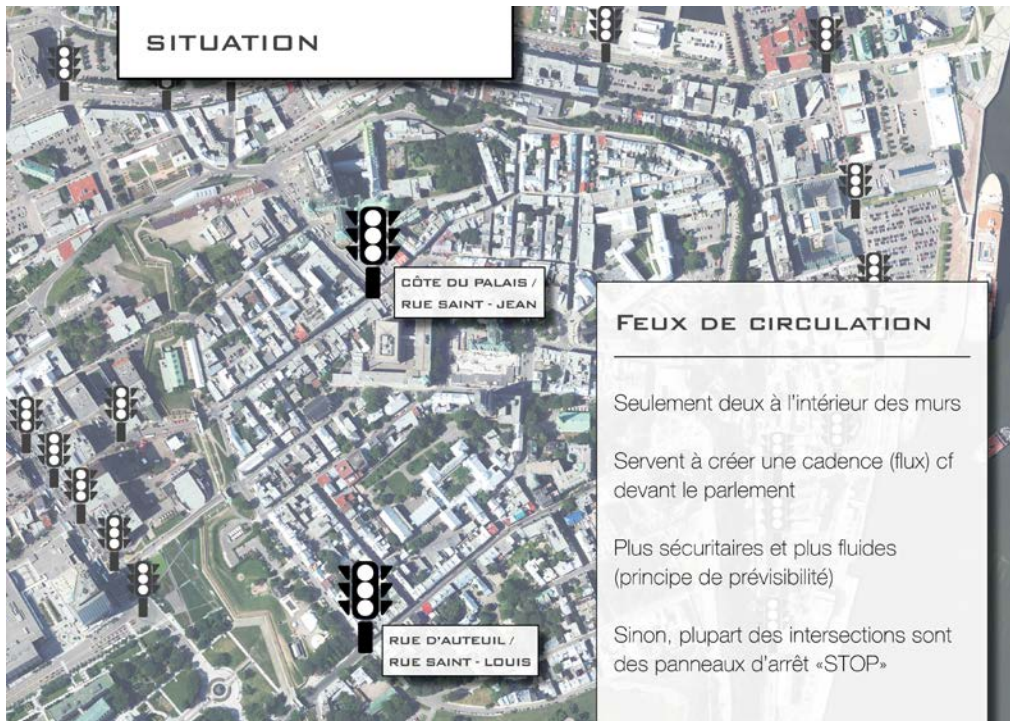 SITUATION
CÔTE DU PALAIS /
RUE SAINT - JEAN
FEUX DE CIRCULATION
Seulement deux à l'intérieur des murs
Servent à créer une cadence (flux) cf
devant le parlement
Plus sécuritaires et plus fluides
(principe de prévisibilité)
Sinon, plupart des intersections sont
des panneaux d'arrêt «STOP»
RUE D'AUTEUIL /
RUE SAINT - LOUIS